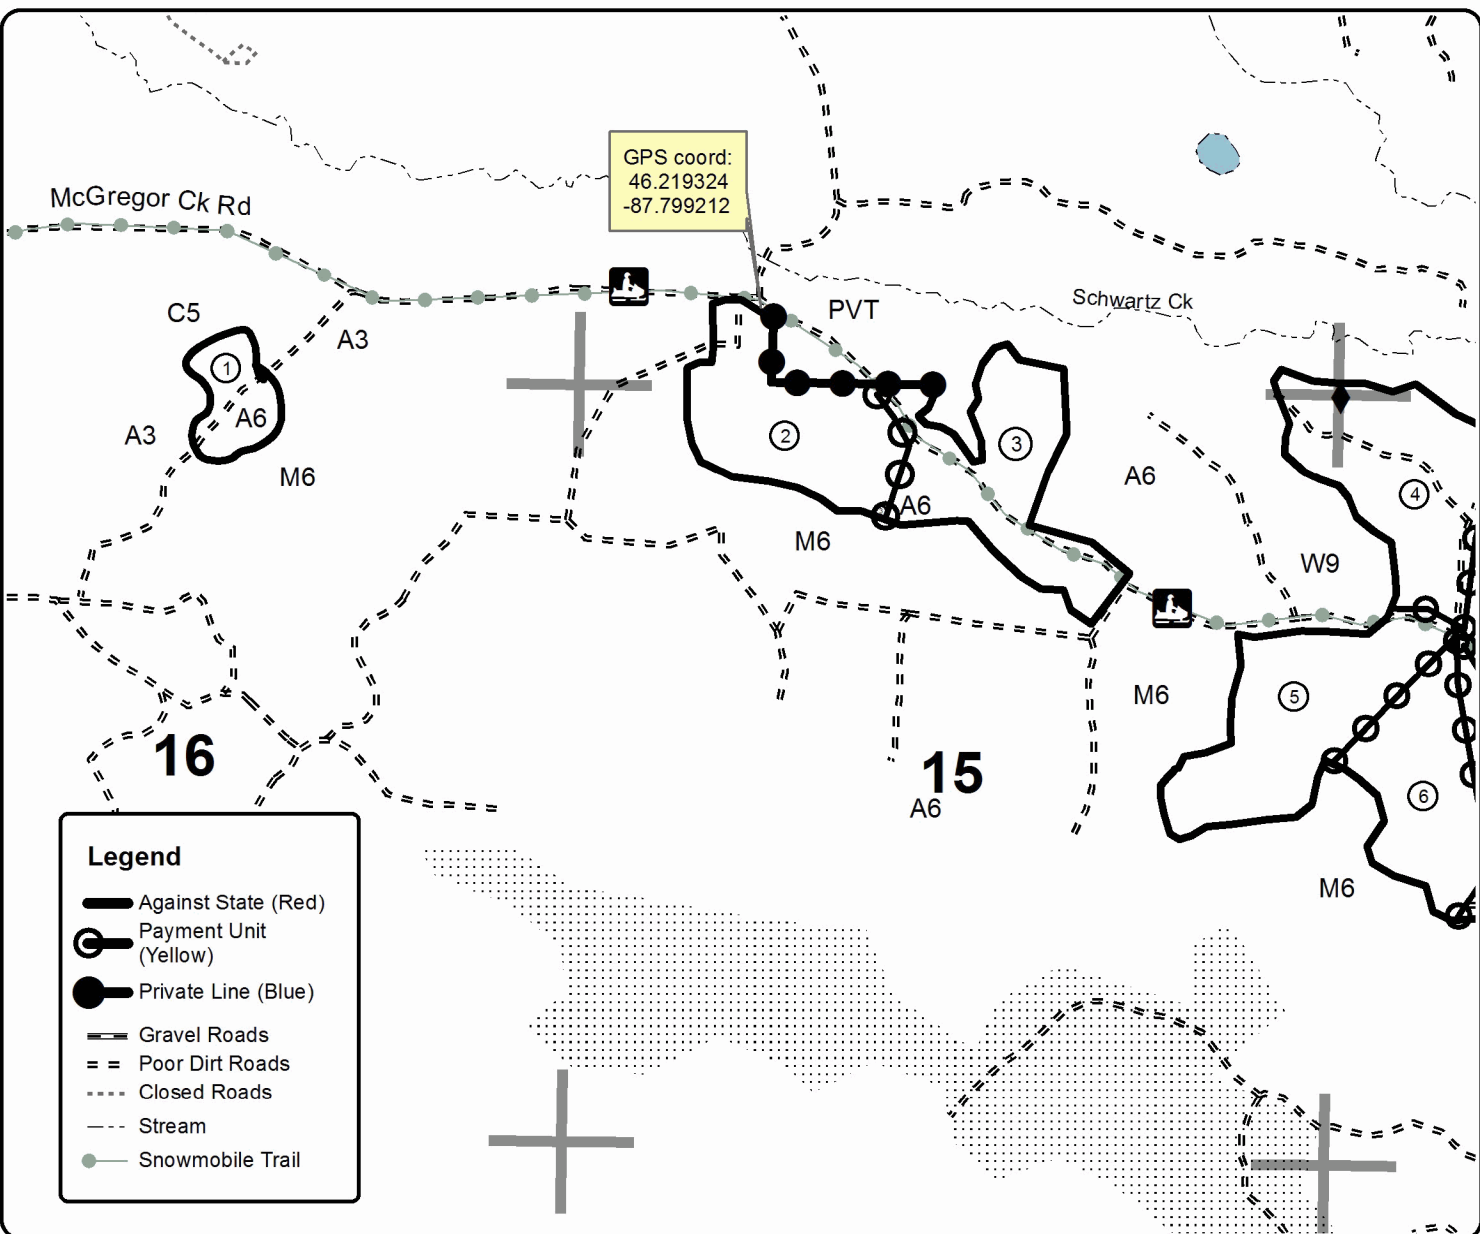 GPS coord:
46.219324
-87.799212
McGregor Ck Rd
Schwartz Ck
PVT
C5
A3
1
A6
A3
M6
2
3
A6
A6
M6
4
W9
5
M6
16
15
A6
6
M6
Legend
Against State (Red)
Payment Unit
(Yellow)
Private Line (Blue)
Gravel Roads
Poor Dirt Roads
Closed Roads
Stream
Snowmobile Trail